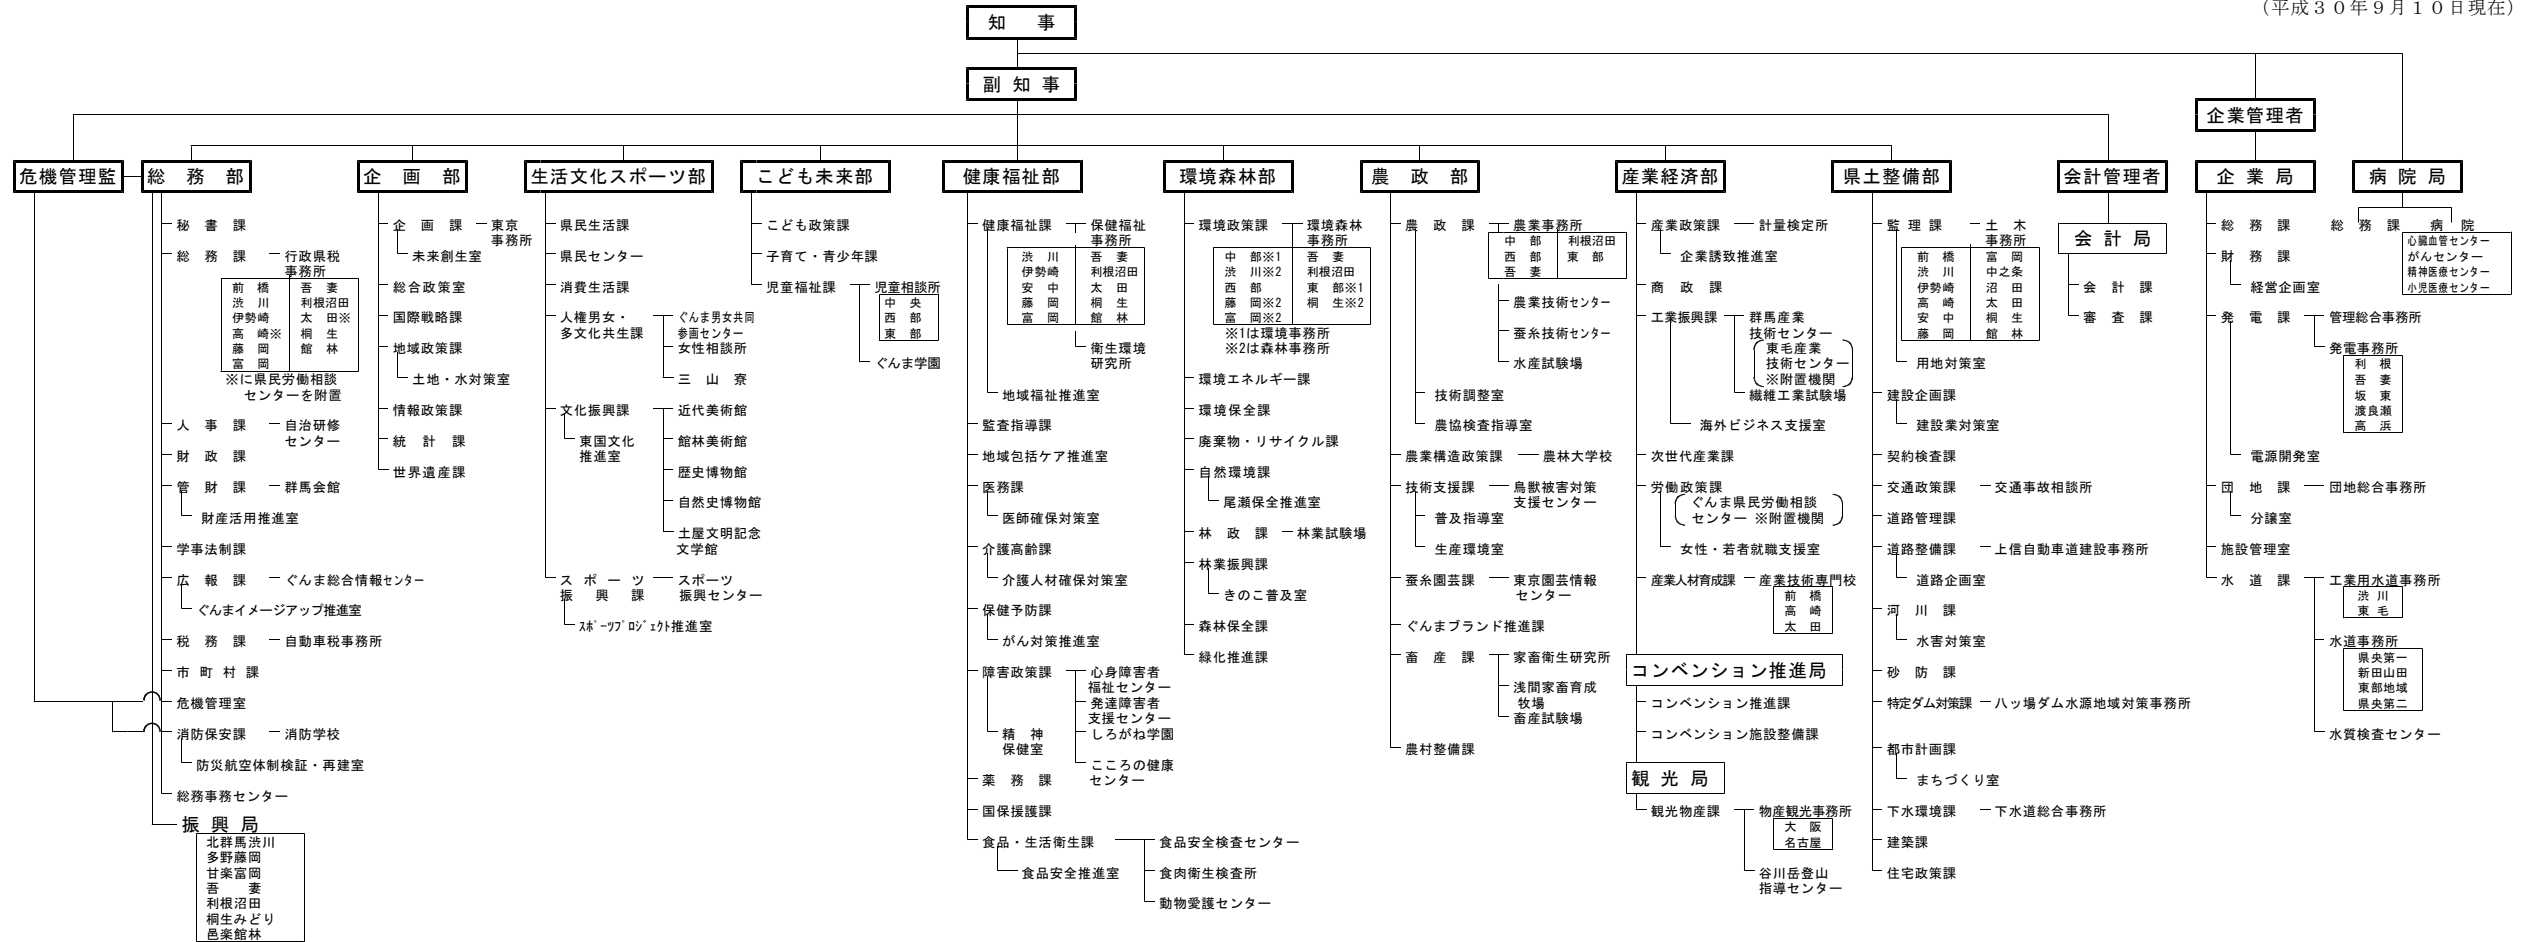 （平成３０年９月１０日現在）
知　事
副 知 事
企業管理者
危機管理監
総　務　部
企　画　部
生活文化スポーツ部
こども未来部
健康福祉部
環境森林部
農　政　部
産業経済部
県土整備部
会計管理者
企　業　局
病 院 局
秘　書　課
総　務　課
行政県税
事務所
前　橋　吾　妻
渋　川　利根沼田
伊勢崎　太　田※
高　崎※　桐　生
藤　岡　館　林
富　岡
※に県民労働相談
センターを附置
人　事　課
自治研修
センター
財　政　課
管　財　課
群馬会館
財産活用推進室
学事法制課
広　報　課
ぐんま総合情報センター
ぐんまイメージアップ推進室
税　務　課
自動車税事務所
市 町 村 課
危機管理室
消防保安課
消防学校
防災航空体制検証・再建室
総務事務センター
振 興 局
北群馬渋川
多野藤岡
甘楽富岡
吾　　妻
利根沼田
桐生みどり
邑楽館林
企　画　課
東京
事務所
未来創生室
総合政策室
国際戦略課
地域政策課
土地・水対策室
情報政策課
統　計　課
世界遺産課
県民生活課
県民センター
消費生活課
人権男女・
多文化共生課
ぐんま男女共同
参画センター
女性相談所
三　山　寮
文化振興課
近代美術館
東国文化
推進室
館林美術館
歴史博物館
自然史博物館
土屋文明記念
文学館
ス ポ ー ツ
振　興　課
スポーツ
振興センター
ｽﾎﾟｰﾂﾌﾟﾛｼﾞｪｸﾄ推進室
こども政策課
子育て・青少年課
児童福祉課
児童相談所
中　央
西　部
東　部
ぐんま学園
健康福祉課
保健福祉
事務所
渋　川　吾　妻
伊勢崎　利根沼田
安　中　太　田
藤　岡　桐　生
富　岡　館　林
衛生環境
研究所
地域福祉推進室
監査指導課
地域包括ケア推進室
医務課
医師確保対策室
介護高齢課
介護人材確保対策室
保健予防課
がん対策推進室
障害政策課
心身障害者
福祉センター
発達障害者
支援センター
しろがね学園
精　神
保健室
こころの健康
センター
薬　務　課
国保援護課
食品・生活衛生課
食品安全検査センター
食品安全推進室
食肉衛生検査所
動物愛護センター
環境政策課
環境森林
事務所
中　部※1　吾　妻
渋　川※2　利根沼田
西　部　東　部※1
藤　岡※2　桐　生※2
富　岡※2
※1は環境事務所
※2は森林事務所
環境エネルギー課
環境保全課
廃棄物・リサイクル課
自然環境課
尾瀬保全推進室
林　政　課
林業試験場
林業振興課
きのこ普及室
森林保全課
緑化推進課
農　政　課
農業事務所
中　部　利根沼田
西　部　東　部
吾　妻
農業技術センター
蚕糸技術センター
水産試験場
技術調整室
農協検査指導室
農業構造政策課
農林大学校
技術支援課
鳥獣被害対策
支援センター
普及指導室
生産環境室
蚕糸園芸課
東京園芸情報
センター
ぐんまブランド推進課
畜　産　課
家畜衛生研究所
浅間家畜育成
牧場
畜産試験場
農村整備課
産業政策課
計量検定所
企業誘致推進室
商　政　課
工業振興課
群馬産業
技術センター
東毛産業
技術センター
※附置機関
繊維工業試験場
海外ビジネス支援室
次世代産業課
労働政策課
ぐんま県民労働相談
センター ※附置機関
女性・若者就職支援室
産業人材育成課
産業技術専門校
前　橋
高　崎
太　田
コンベンション推進局
コンベンション推進課
コンベンション施設整備課
観 光 局
観光物産課
物産観光事務所
大　阪
名古屋
谷川岳登山
指導センター
監 理 課
土　木
事務所
前　橋　富　岡
渋　川　中之条
伊勢崎　沼　田
高　崎　太　田
安　中　桐　生
藤　岡　館　林
用地対策室
建設企画課
建設業対策室
契約検査課
交通政策課
交通事故相談所
道路管理課
道路整備課
上信自動車道建設事務所
道路企画室
河　川　課
水害対策室
砂　防　課
特定ダム対策課
八ッ場ダム水源地域対策事務所
都市計画課
まちづくり室
下水環境課
下水道総合事務所
建築課
住宅政策課
会 計 局
会　計　課
審　査　課
総　務　課
財　務　課
経営企画室
発　電　課
管理総合事務所
発電事務所
利　根
吾　妻
坂　東
渡良瀬
高　浜
電源開発室
団　地　課
団地総合事務所
分譲室
施設管理室
水　道　課
工業用水道事務所
渋　川
東　毛
水道事務所
県央第一
新田山田
東部地域
県央第二
水質検査センター
総　務　課
病　院
心臓血管センター
がんセンター
精神医療センター
小児医療センター